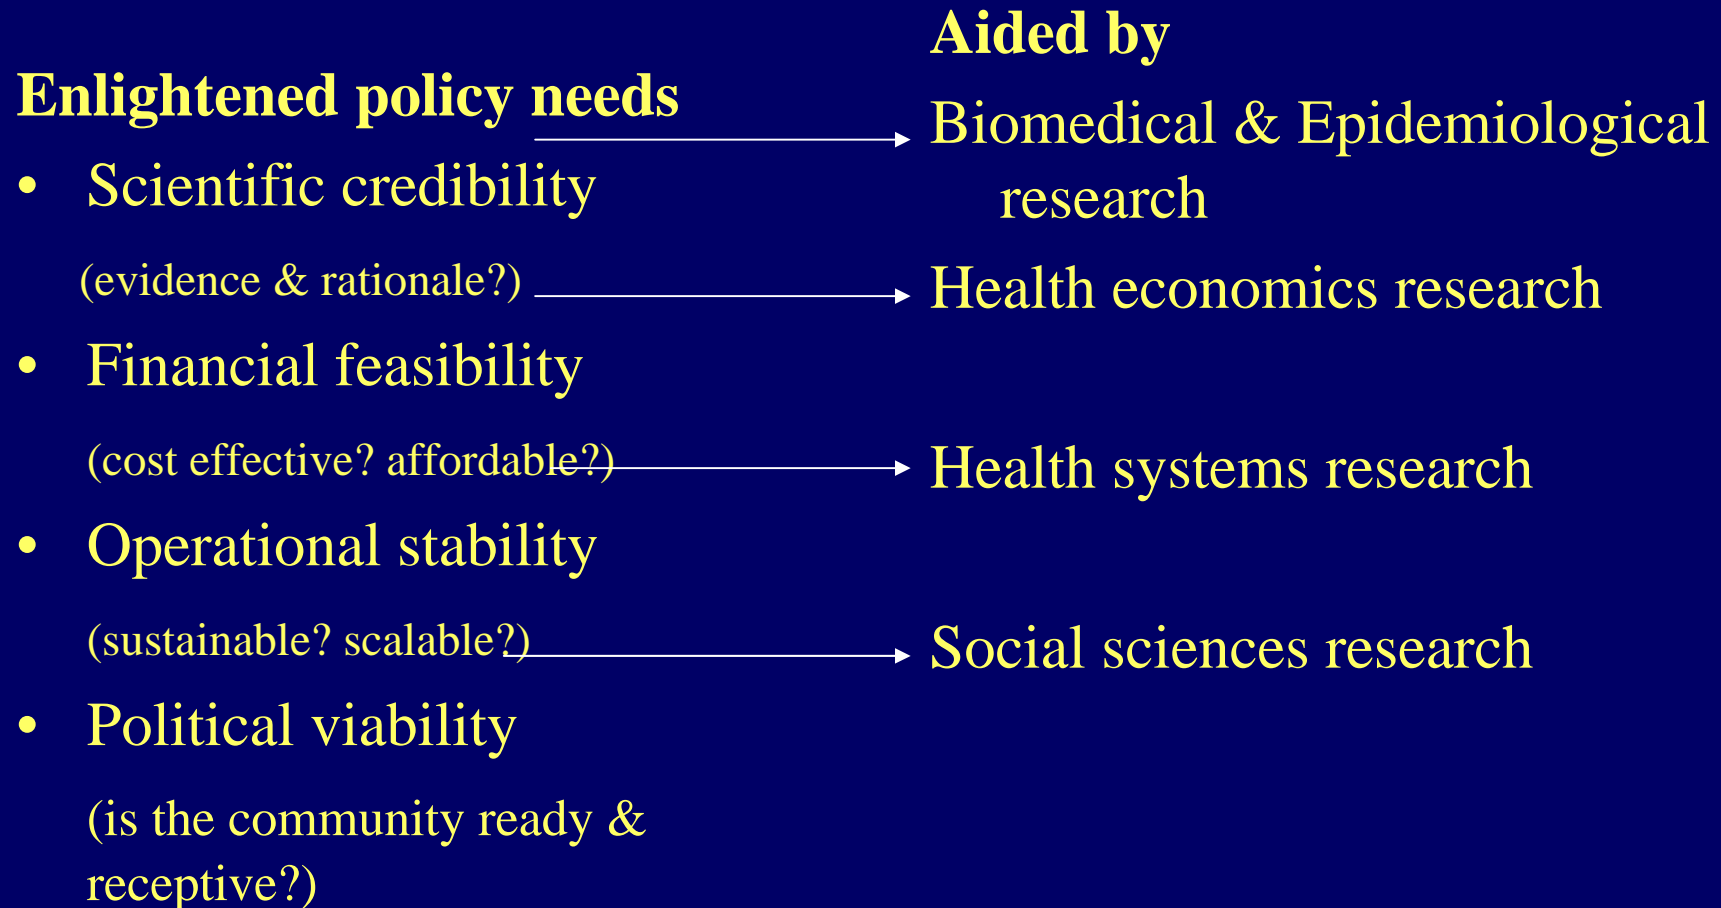 Enlightened policy needs
• Scientific credibility
(evidence & rationale?)
• Financial feasibility
(cost effective? affordable?)
• Operational stability
(sustainable? scalable?)
• Political viability
(is the community ready &
receptive?)
Aided by
Biomedical & Epidemiological
research
Health economics research
Health systems research
Social sciences research